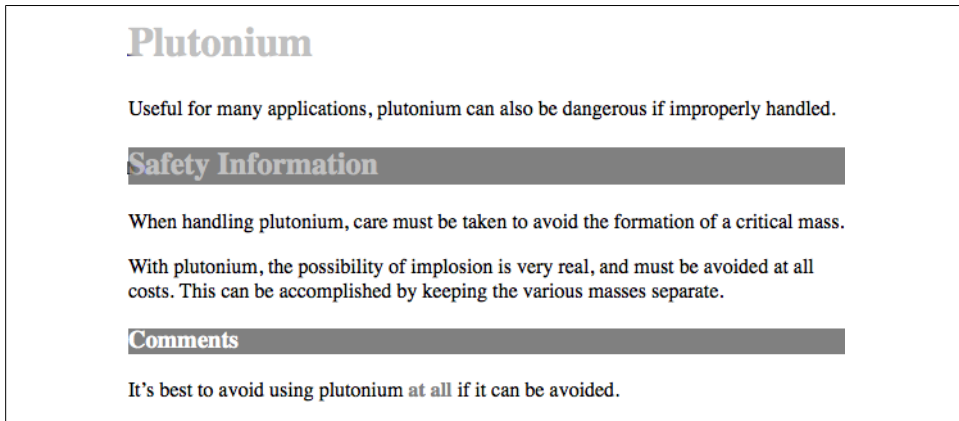 Plutonium
Useful for many applications, plutonium can also be dangerous if improperly handled.
Safety Information
When handling plutonium, care must be taken to avoid the formation of a critical mass.
With plutonium, the possibility of implosion is very real, and must be avoided at all
costs. This can be accomplished by keeping the various masses separate.
Comments
It’s best to avoid using plutonium at all if it can be avoided.